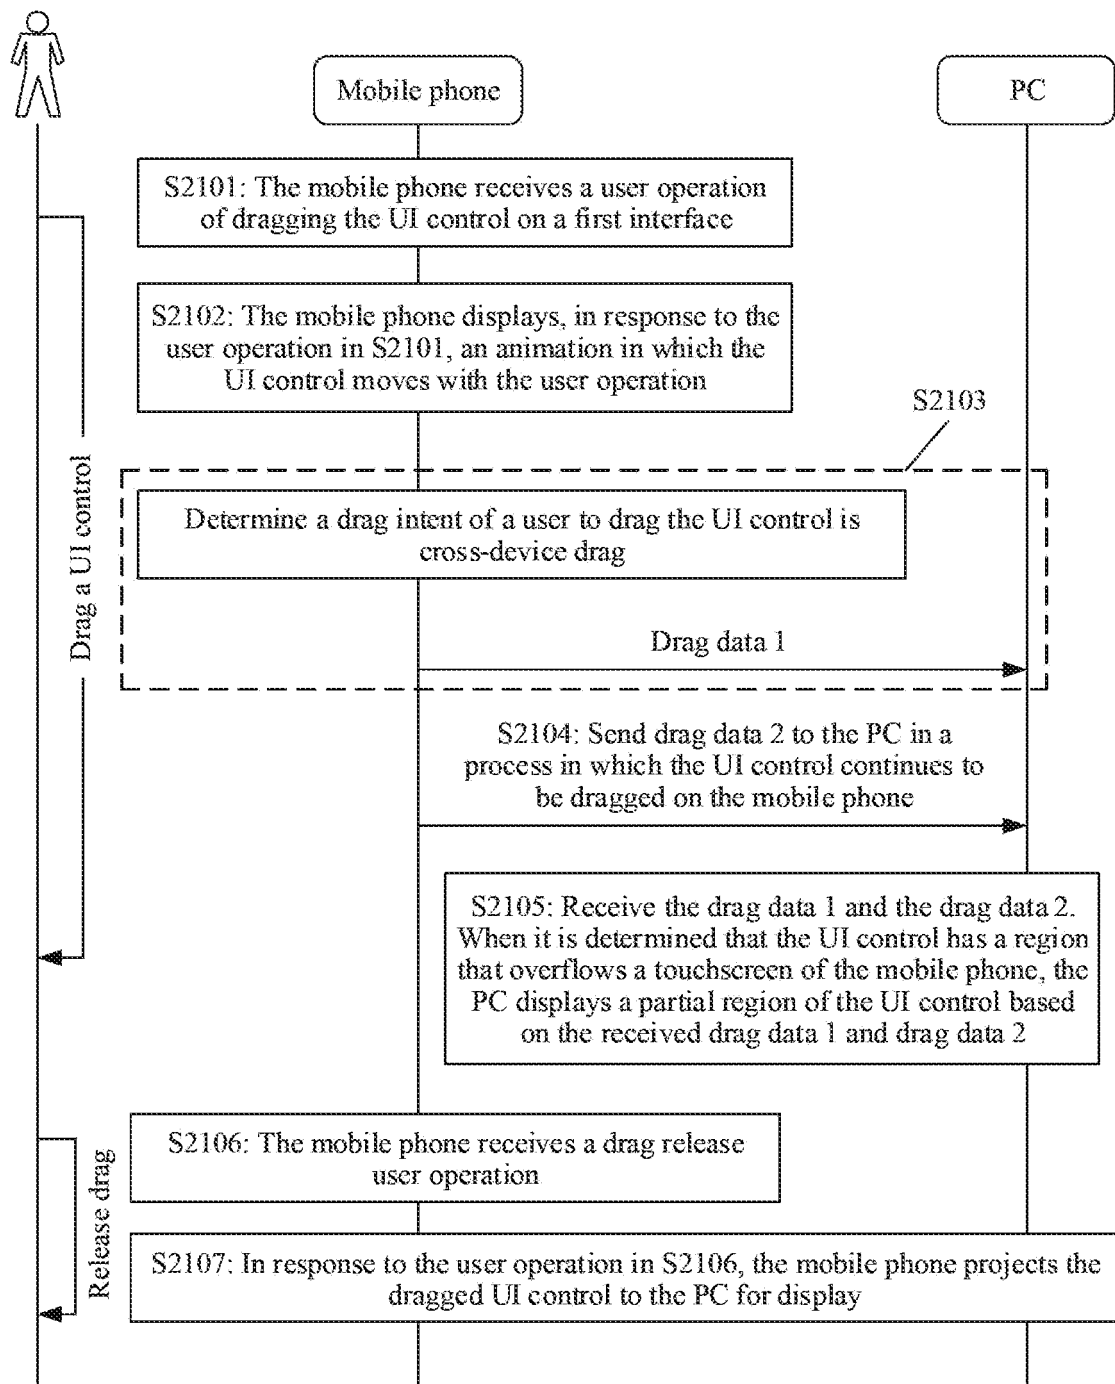 Mobile phone
PC
S2101: The mobile phone receives a user operation
of dragging the UI control on a first interface
S2102: The mobile phone displays, in response to the
user operation in S2101, an animation in which the
UI control moves with the user operation
S2103
Drag a UI control
Determine a drag intent of a user to drag the UI control is
cross-device drag
Drag data 1
S2104: Send drag data 2 to the PC in a
process in which the UI control continues to
be dragged on the mobile phone
S2105: Receive the drag data 1 and the drag data 2.
When it is determined that the UI control has a region
that overflows a touchscreen of the mobile phone, the
PC displays a partial region of the UI control based
on the received drag data 1 and drag data 2
Release drag
S2106: The mobile phone receives a drag release
user operation
S2107: In response to the user operation in S2106, the mobile phone projects the
dragged UI control to the PC for display